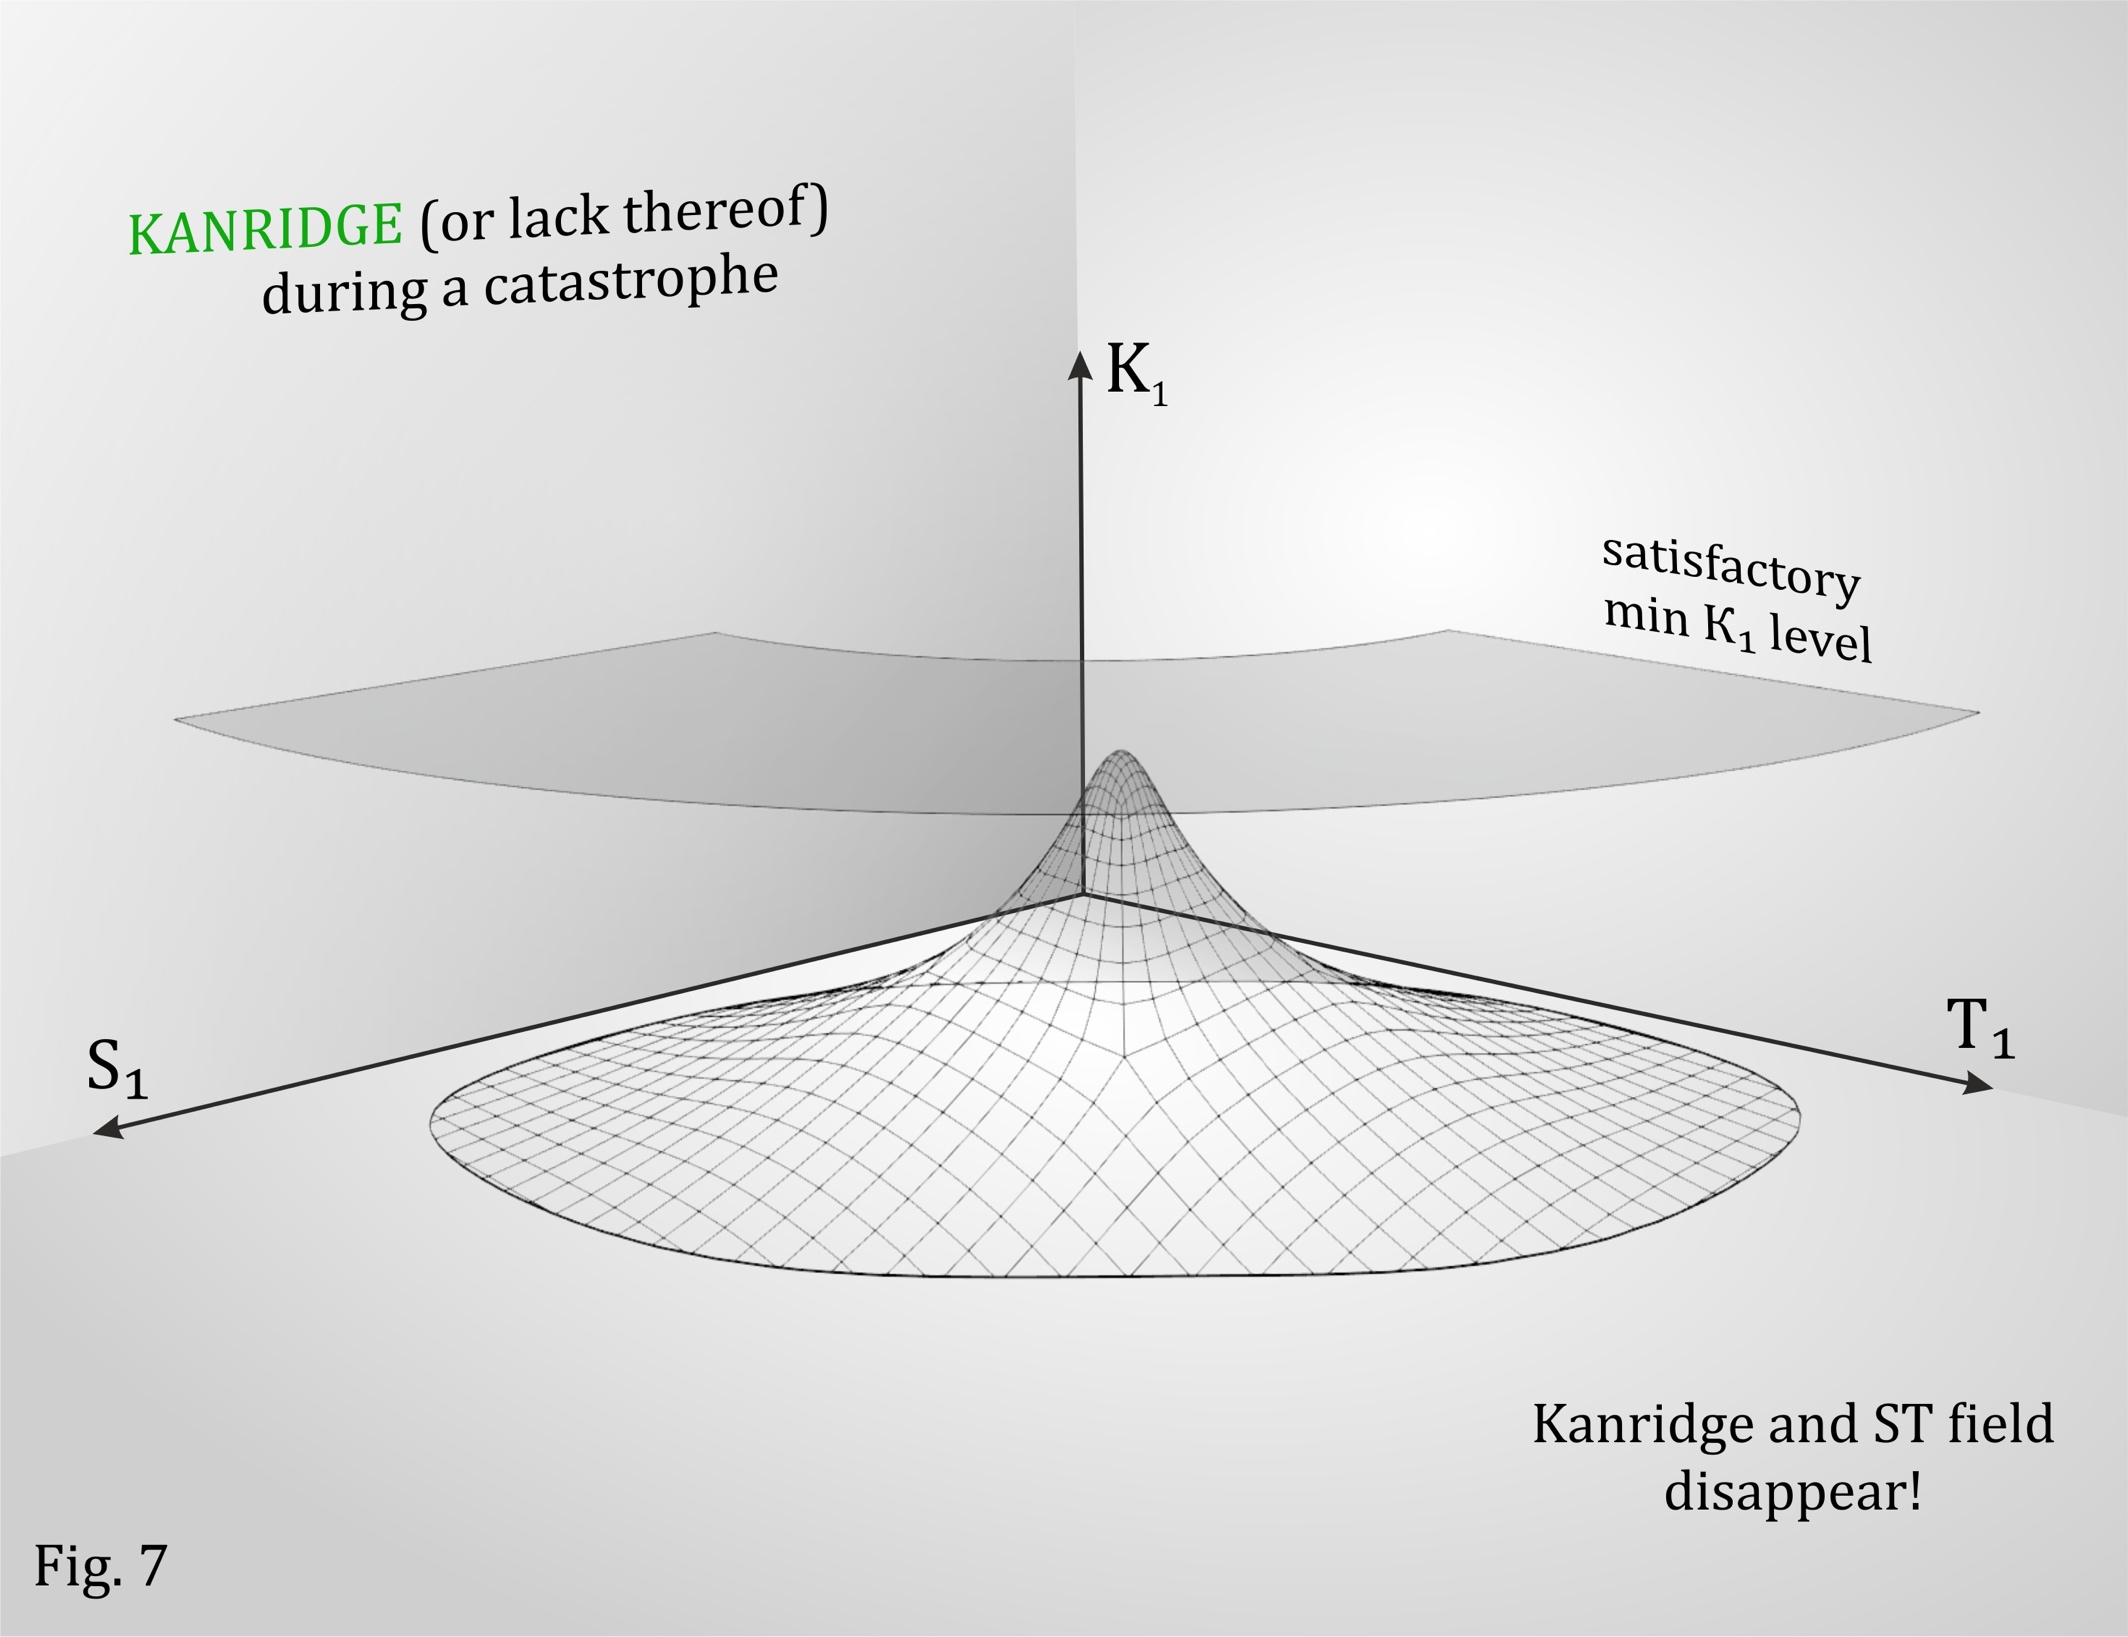 KANRIDGE (or lack thereof)
during a catastrophe
K₁
satisfactory
min K₁ level
S₁
T₁
Kanridge and ST field
disappear!
Fig. 7